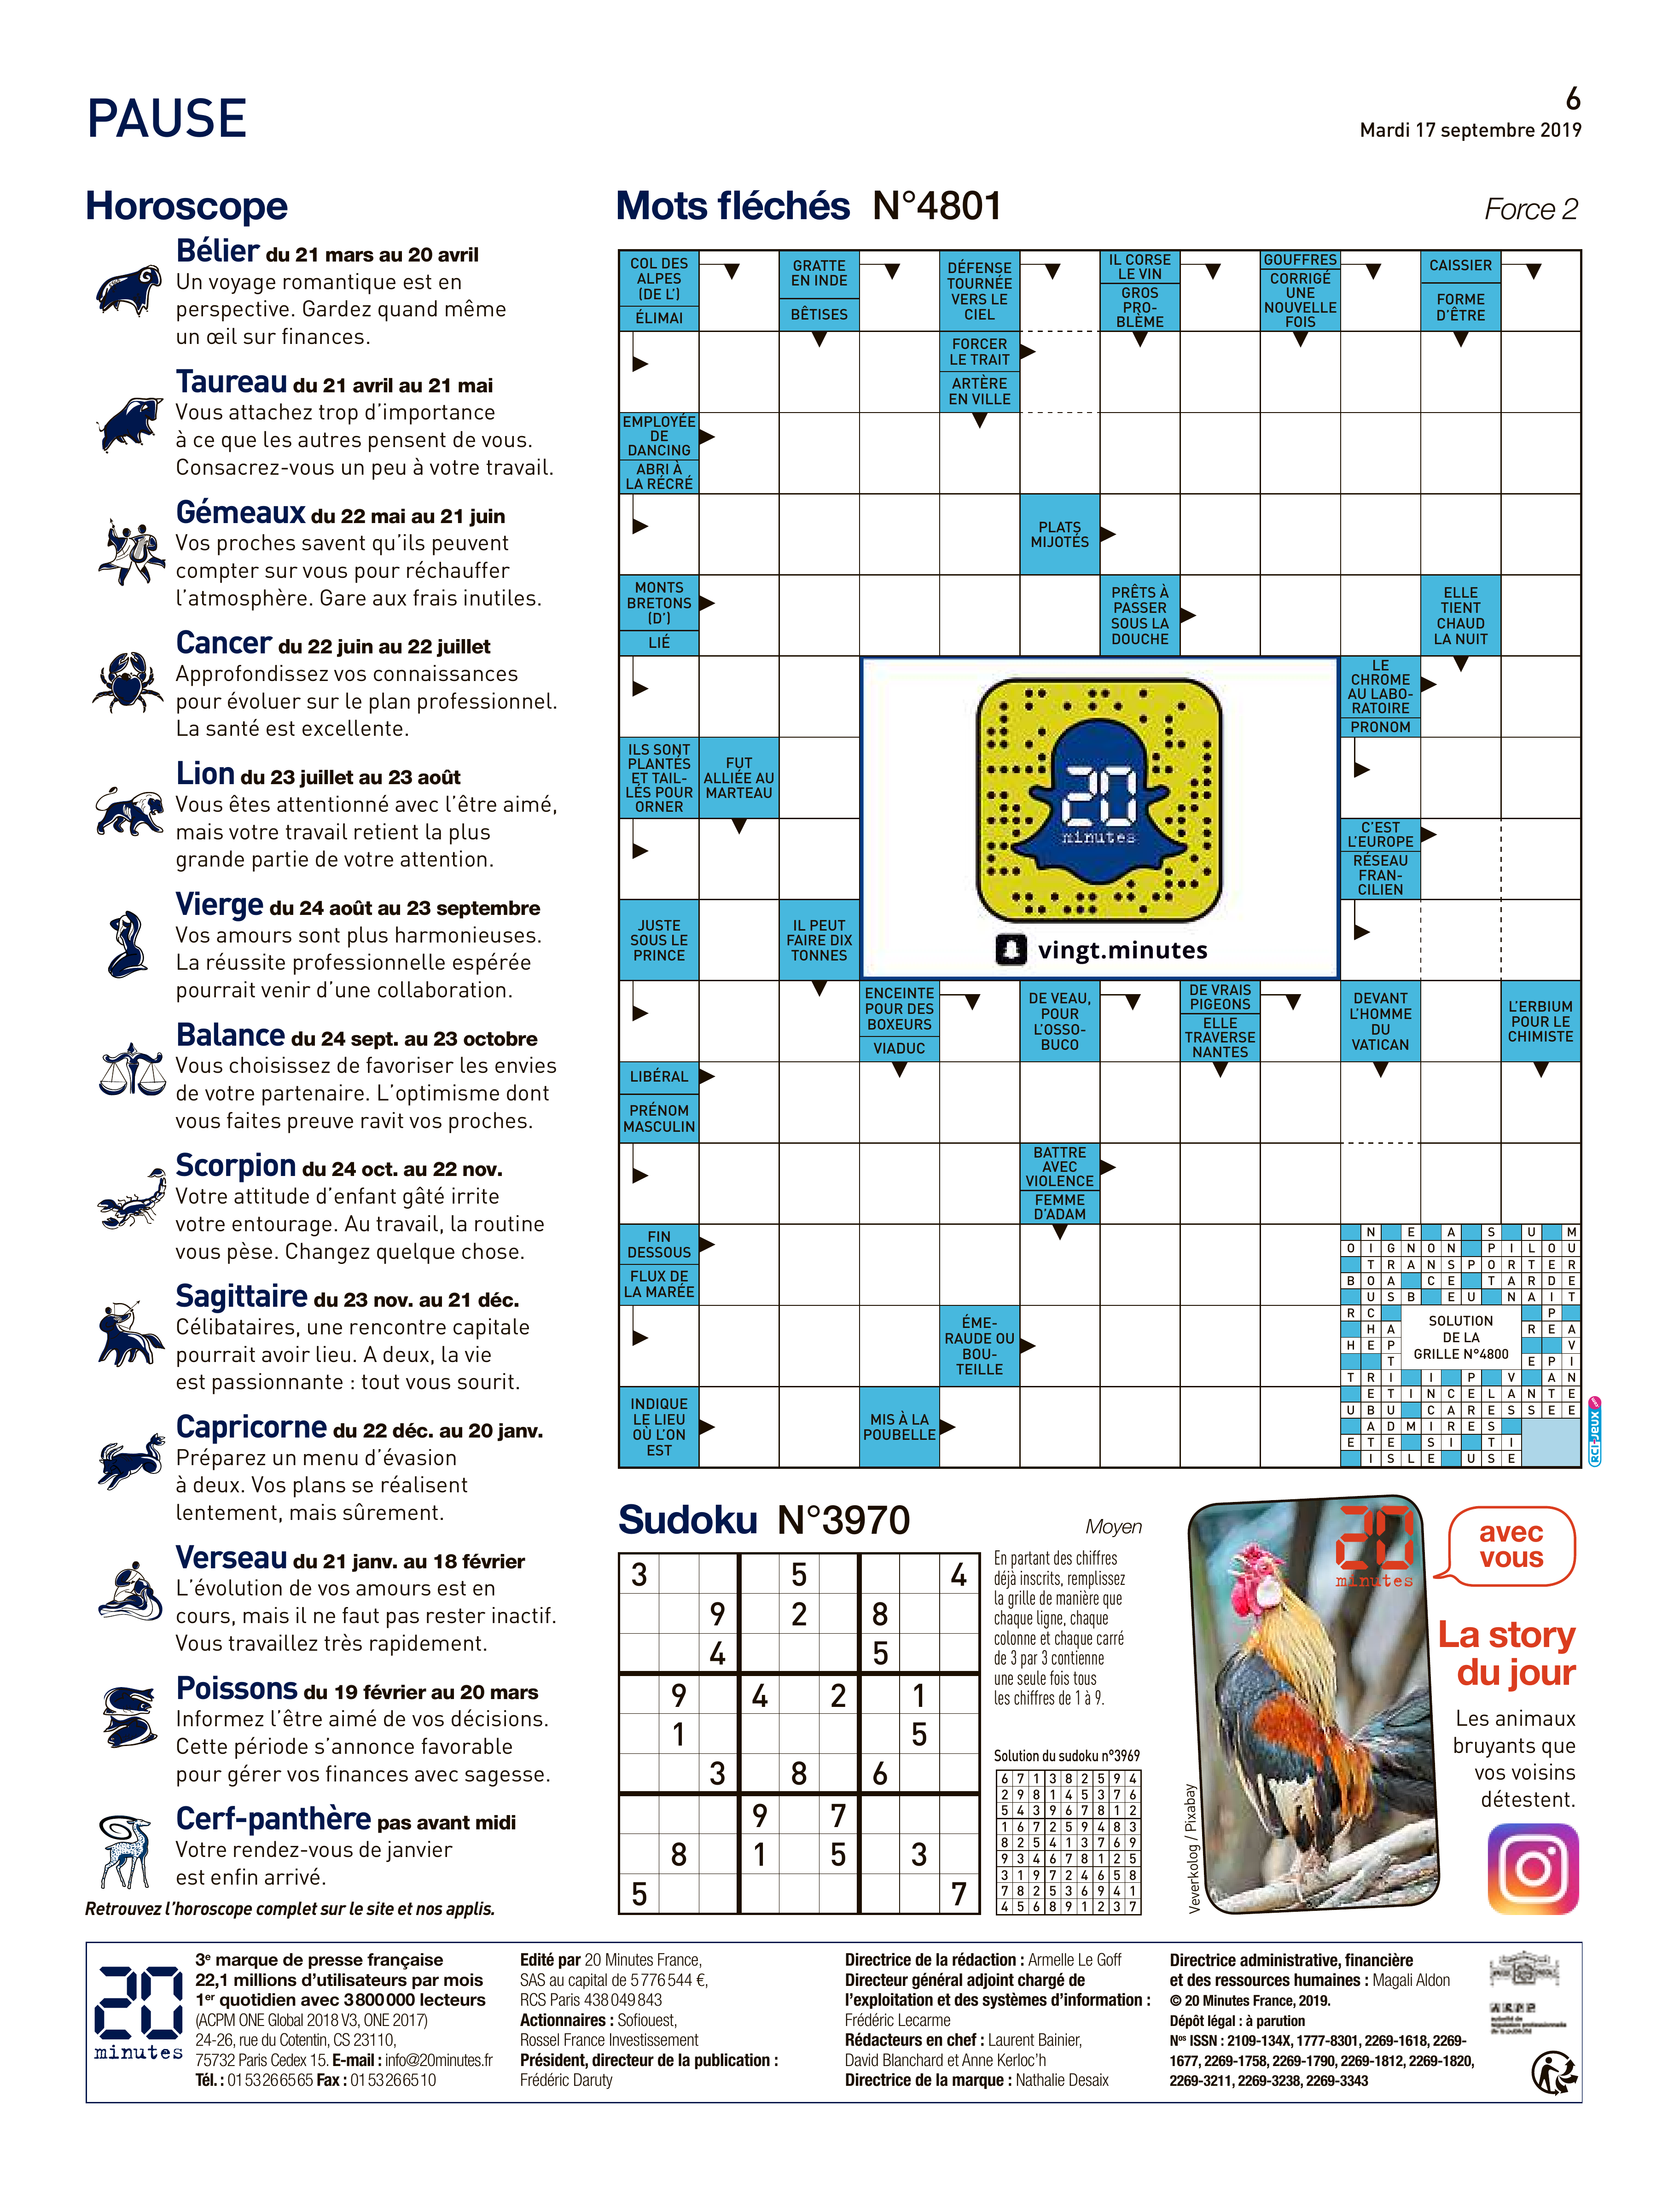 PAUSE
6
Mardi 17 septembre 2019
Horoscope
Bélier du 21 mars au 20 avril
Un voyage romantique est en
perspective. Gardez quand même
un œil sur finances.
Taureau du 21 avril au 21 mai
Vous attachez trop d'importance
à ce que les autres pensent de vous.
Consacrez-vous un peu à votre travail.
Gémeaux du 22 mai au 21 juin
Vos proches savent qu'ils peuvent
compter sur vous pour réchauffer
l'atmosphère. Gare aux frais inutiles.
Cancer du 22 juin au 22 juillet
Approfondissez vos connaissances
pour évoluer sur le plan professionnel.
La santé est excellente.
Lion du 23 juillet au 23 août
Vous êtes attentionné avec l'être aimé,
mais votre travail retient la plus
grande partie de votre attention.
Vierge du 24 août au 23 septembre
Vos amours sont plus harmonieuses.
La réussite professionnelle espérée
pourrait venir d'une collaboration.
Balance du 24 sept. au 23 octobre
Vous choisissez de favoriser les envies
de votre partenaire. L'optimisme dont
vous faites preuve ravit vos proches.
Scorpion du 24 oct. au 22 nov.
Votre attitude d'enfant gâté irrite
votre entourage. Au travail, la routine
vous pèse. Changez quelque chose.
Sagittaire du 23 nov. au 21 déc.
Célibataires, une rencontre capitale
pourrait avoir lieu. A deux, la vie
est passionnante : tout vous sourit.
Capricorne du 22 déc. au 20 janv.
Préparez un menu d'évasion
à deux. Vos plans se réalisent
lentement, mais sûrement.
Verseau du 21 janv. au 18 février
L'évolution de vos amours est en
cours, mais il ne faut pas rester inactif.
Vous travaillez très rapidement.
Poissons du 19 février au 20 mars
Informez l'être aimé de vos décisions.
Cette période s'annonce favorable
pour gérer vos finances avec sagesse.
Cerf-panthère pas avant midi
Votre rendez-vous de janvier
est enfin arrivé.
Retrouvez l'horoscope complet sur le site et nos applis.
Mots fléchés N°4801
Force 2
COL DES
ALPES
(DE L')
ÉLIMAI
GRATTE
EN INDE
BÊTISES
DÉFENSE
TOURNÉE
VERS LE
CIEL
IL CORSE
LE VIN
GROS
PRO-
BLÈME
GOUFFRES
CORRIGÉ
UNE
NOUVELLE
FOIS
CAISSIER
FORME
D'ÊTRE
FORCER
LE TRAIT
ARTÈRE
EN VILLE
EMPLOYÉE
DE
DANCING
ABRI À
LA RÉCRÉ
PLATS
MIJOTÉS
MONTS
BRETONS
(D')
LIÉ
PRÊTS À
PASSER
SOUS LA
DOUCHE
ELLE
TIENT
CHAUD
LA NUIT
LE
CHROME
AU LABO-
RATOIRE
PRONOM
ILS SONT
PLANTÉS
ET TAIL-
LÉS POUR
ORNER
FUT
ALLIÉE AU
MARTEAU
20
minutes
vingt.minutes
C'EST
L'EUROPE
RÉSEAU
FRAN-
CILIEN
JUSTE
SOUS LE
PRINCE
IL PEUT
FAIRE DIX
TONNES
ENCEINTE
POUR DES
BOXEURS
VIADUC
DE VEAU,
POUR
L'OSSO-
BUCO
DE VRAIS
PIGEONS
ELLE
TRAVERSE
NANTES
DEVANT
L'HOMME
DU
VATICAN
L'ERBIUM
POUR LE
CHIMISTE
LIBÉRAL
PRÉNOM
MASCULIN
BATTRE
AVEC
VIOLENCE
FEMME
D'ADAM
FIN
DESSOUS
FLUX DE
LA MARÉE
ÉME-
RAUDE OU
BOU-
TEILLE
INDIQUE
LE LIEU
OÙ L'ON
EST
MIS À LA
POUBELLE
N E A S U M
O I G N O N P I L O U
T R A N S P O R T E R
B O A C E T A R D E
U S B E U N A I T
R C P
H A R E A
H E P V
T E P I
SOLUTION
DE LA
GRILLE N°4800
T R I I P V A N
E T I N C E L A N T E
U B U C A R E S S E E
A D M I R E S
E T E S I T I
I S L E U S E
RCI-JEUX
Sudoku N°3970
Moyen
3 5 4
9 2 8
4 5
9 4 2 1
1 5
3 8 6
9 7
8 1 5 3
5 7
En partant des chiffres
déjà inscrits, remplissez
la grille de manière que
chaque ligne, chaque
colonne et chaque carré
de 3 par 3 contienne
une seule fois tous
les chiffres de 1 à 9.
Solution du sudoku n°3969
6 7 1 3 8 2 5 9 4
2 9 8 1 4 5 3 7 6
5 4 3 9 6 7 8 1 2
1 6 7 2 5 9 4 8 3
8 2 5 4 1 3 7 6 9
9 3 4 6 7 8 1 2 5
3 1 9 7 2 4 6 5 8
7 8 2 5 3 6 9 4 1
4 5 6 8 9 1 2 3 7
Veverkolog / Pixabay
20
minutes
avec
vous
La story
du jour
Les animaux
bruyants que
vos voisins
détestent.
20
minutes
3e marque de presse française
22,1 millions d'utilisateurs par mois
1er quotidien avec 3 800 000 lecteurs
(ACPM ONE Global 2018 V3, ONE 2017)
24-26, rue du Cotentin, CS 23110,
75732 Paris Cedex 15. E-mail : info@20minutes.fr
Tél. : 01 53 26 65 65 Fax : 01 53 26 65 10
Edité par 20 Minutes France,
SAS au capital de 5 776 544 €,
RCS Paris 438 049 843
Actionnaires : Sofiouest,
Rossel France Investissement
Président, directeur de la publication :
Frédéric Daruty
Directrice de la rédaction : Armelle Le Goff
Directeur général adjoint chargé de
l'exploitation et des systèmes d'information :
Frédéric Lecarme
Rédacteurs en chef : Laurent Bainier,
David Blanchard et Anne Kerloc'h
Directrice de la marque : Nathalie Desaix
Directrice administrative, financière
et des ressources humaines : Magali Aldon
© 20 Minutes France, 2019.
Dépôt légal : à parution
Nos ISSN : 2109-134X, 1777-8301, 2269-1618, 2269-
1677, 2269-1758, 2269-1790, 2269-1812, 2269-1820,
2269-3211, 2269-3238, 2269-3343